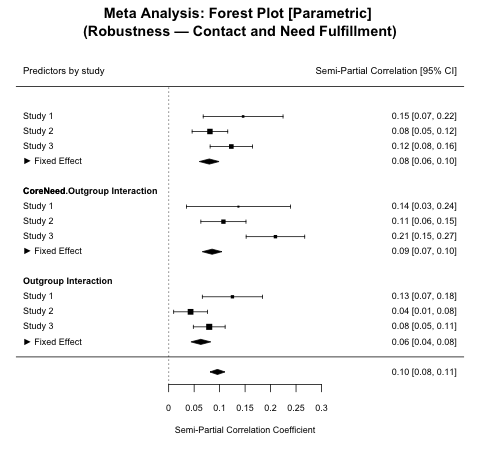 Meta Analysis: Forest Plot [Parametric]
(Robustness — Contact and Need Fulfillment)
Predictors by study Semi-Partial Correlation [95% CI]
Study 1 0.15 [0.07, 0.22]
Study 2 0.08 [0.05, 0.12]
Study 3 0.12 [0.08, 0.16]
► Fixed Effect 0.08 [0.06, 0.10]
CoreNeed.Outgroup Interaction
Study 1 0.14 [0.03, 0.24]
Study 2 0.11 [0.06, 0.15]
Study 3 0.21 [0.15, 0.27]
► Fixed Effect 0.09 [0.07, 0.10]
Outgroup Interaction
Study 1 0.13 [0.07, 0.18]
Study 2 0.04 [0.01, 0.08]
Study 3 0.08 [0.05, 0.11]
► Fixed Effect 0.06 [0.04, 0.08]
0.10 [0.08, 0.11]
0 0.05 0.1 0.15 0.2 0.25 0.3
Semi-Partial Correlation Coefficient